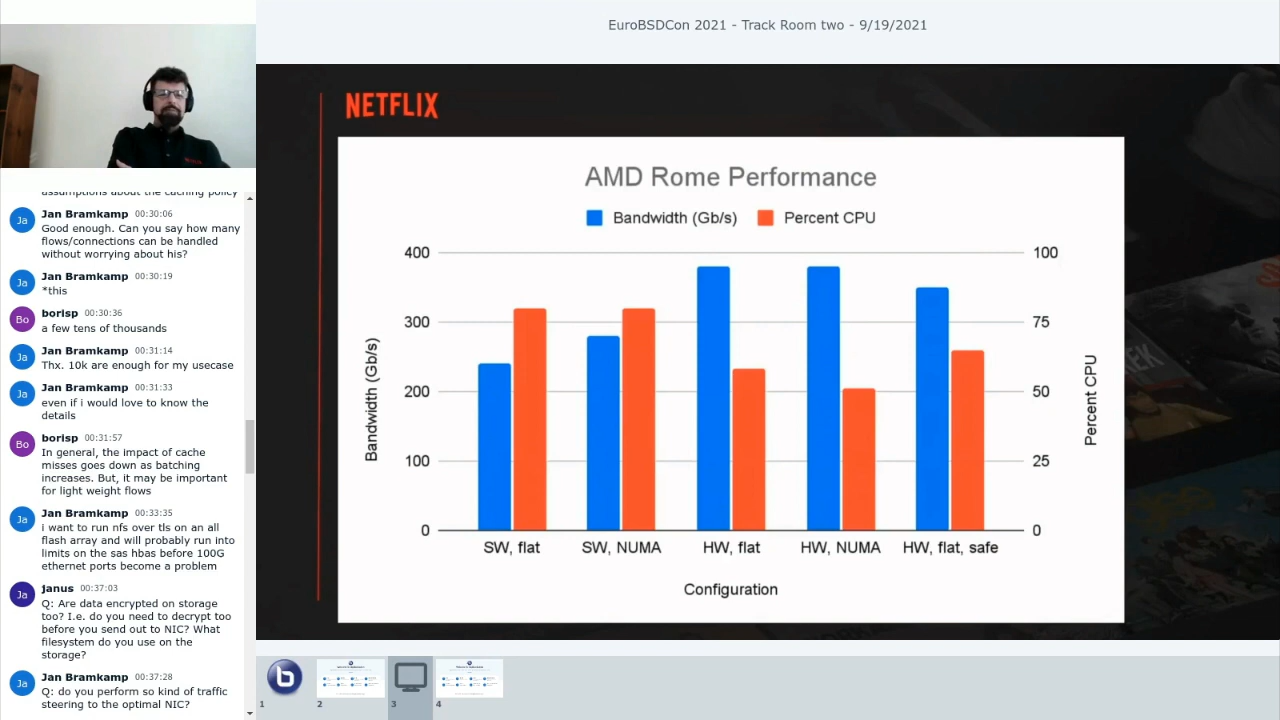 EuroBSDCon 2021 - Track Room two - 9/19/2021
assumptions about the caching policy
Ja
Jan Bramkamp 00:30:06
Good enough. Can you say how many
flows/connections can be handled
without worrying about his?
Ja
Jan Bramkamp 00:30:19
*this
Bo
borisp 00:30:36
a few tens of thousands
Ja
Jan Bramkamp 00:31:14
Thx. 10k are enough for my usecase
Ja
Jan Bramkamp 00:31:33
even if i would love to know the
details
Bo
borisp 00:31:57
In general, the impact of cache
misses goes down as batching
increases. But, it may be important
for light weight flows
Ja
Jan Bramkamp 00:33:35
i want to run nfs over tls on an all
flash array and will probably run into
limits on the sas hbas before 100G
ethernet ports become a problem
Ja
janus 00:37:03
Q: Are data encrypted on storage
too? I.e. do you need to decrypt too
before you send out to NIC? What
filesystem do you use on the
storage?
Ja
Jan Bramkamp 00:37:28
Q: do you perform so kind of traffic
steering to the optimal NIC?
NETFLIX
AMD Rome Performance
Bandwidth (Gb/s) Percent CPU
400 100
300 75
200 50
100 25
0 0
Bandwidth (Gb/s)
Percent CPU
SW, flat SW, NUMA HW, flat HW, NUMA HW, flat, safe
Configuration
b
1 2 3 4